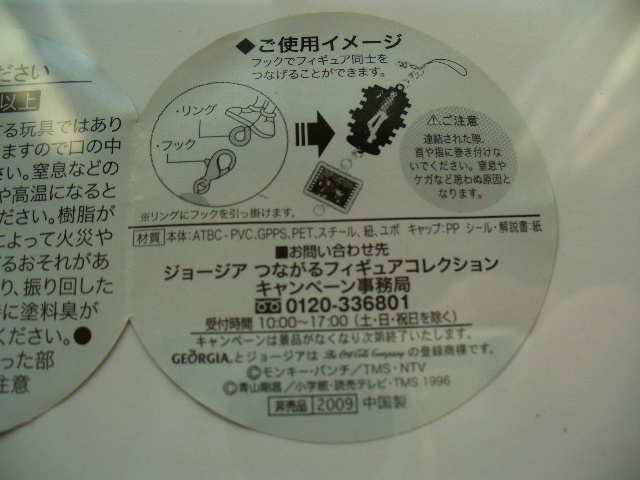 ださい
以上
する玩具ではあり
ますので口の中
さい。窒息などの
や高温になると
ださい。樹脂が
によって火災や
るおそれがあ
り、振り回した
に塗料臭が
ください。●
った部
注意
◆ご使用イメージ
フックでフィギュア同士を
つなげることができます。
・リング
・フック
※リングにフックを引っ掛けます。
⚠ご注意
連結された際、
首や指に巻き付けな
いでください。窒息や
ケガなど思わぬ原因と
なります。
材質 本体:ATBC-PVC、GPPS、PET、スチール、紐、ユポ キャップ:PP シール・解説書:紙
■お問い合わせ先
ジョージア つながるフィギュアコレクション
キャンペーン事務局
0120-336801
受付時間 10:00〜17:00(土・日・祝日を除く)
キャンペーンは景品がなくなり次第終了いたします。
GEORGIA、とジョージアは The Coca-Cola Company の登録商標です。
©モンキー・パンチ/TMS・NTV
©青山剛昌/小学館・読売テレビ・TMS 1996
非売品 2009 中国製